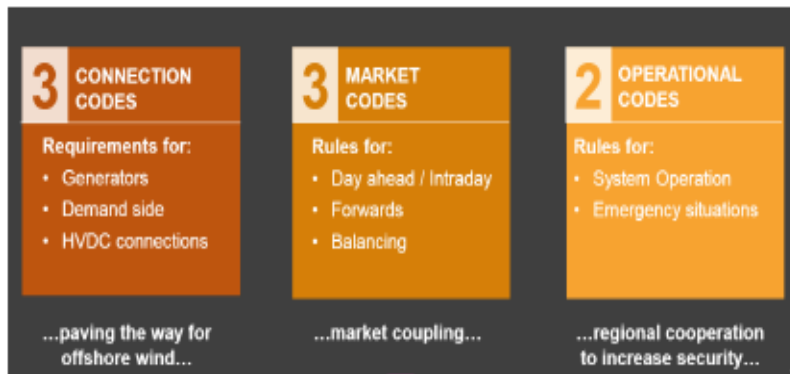 3 CONNECTION
CODES
Requirements for:
• Generators
• Demand side
• HVDC connections
...paving the way for
offshore wind...
3 MARKET
CODES
Rules for:
• Day ahead / Intraday
• Forwards
• Balancing
...market coupling...
2 OPERATIONAL
CODES
Rules for:
• System Operation
• Emergency situations
...regional cooperation
to increase security...